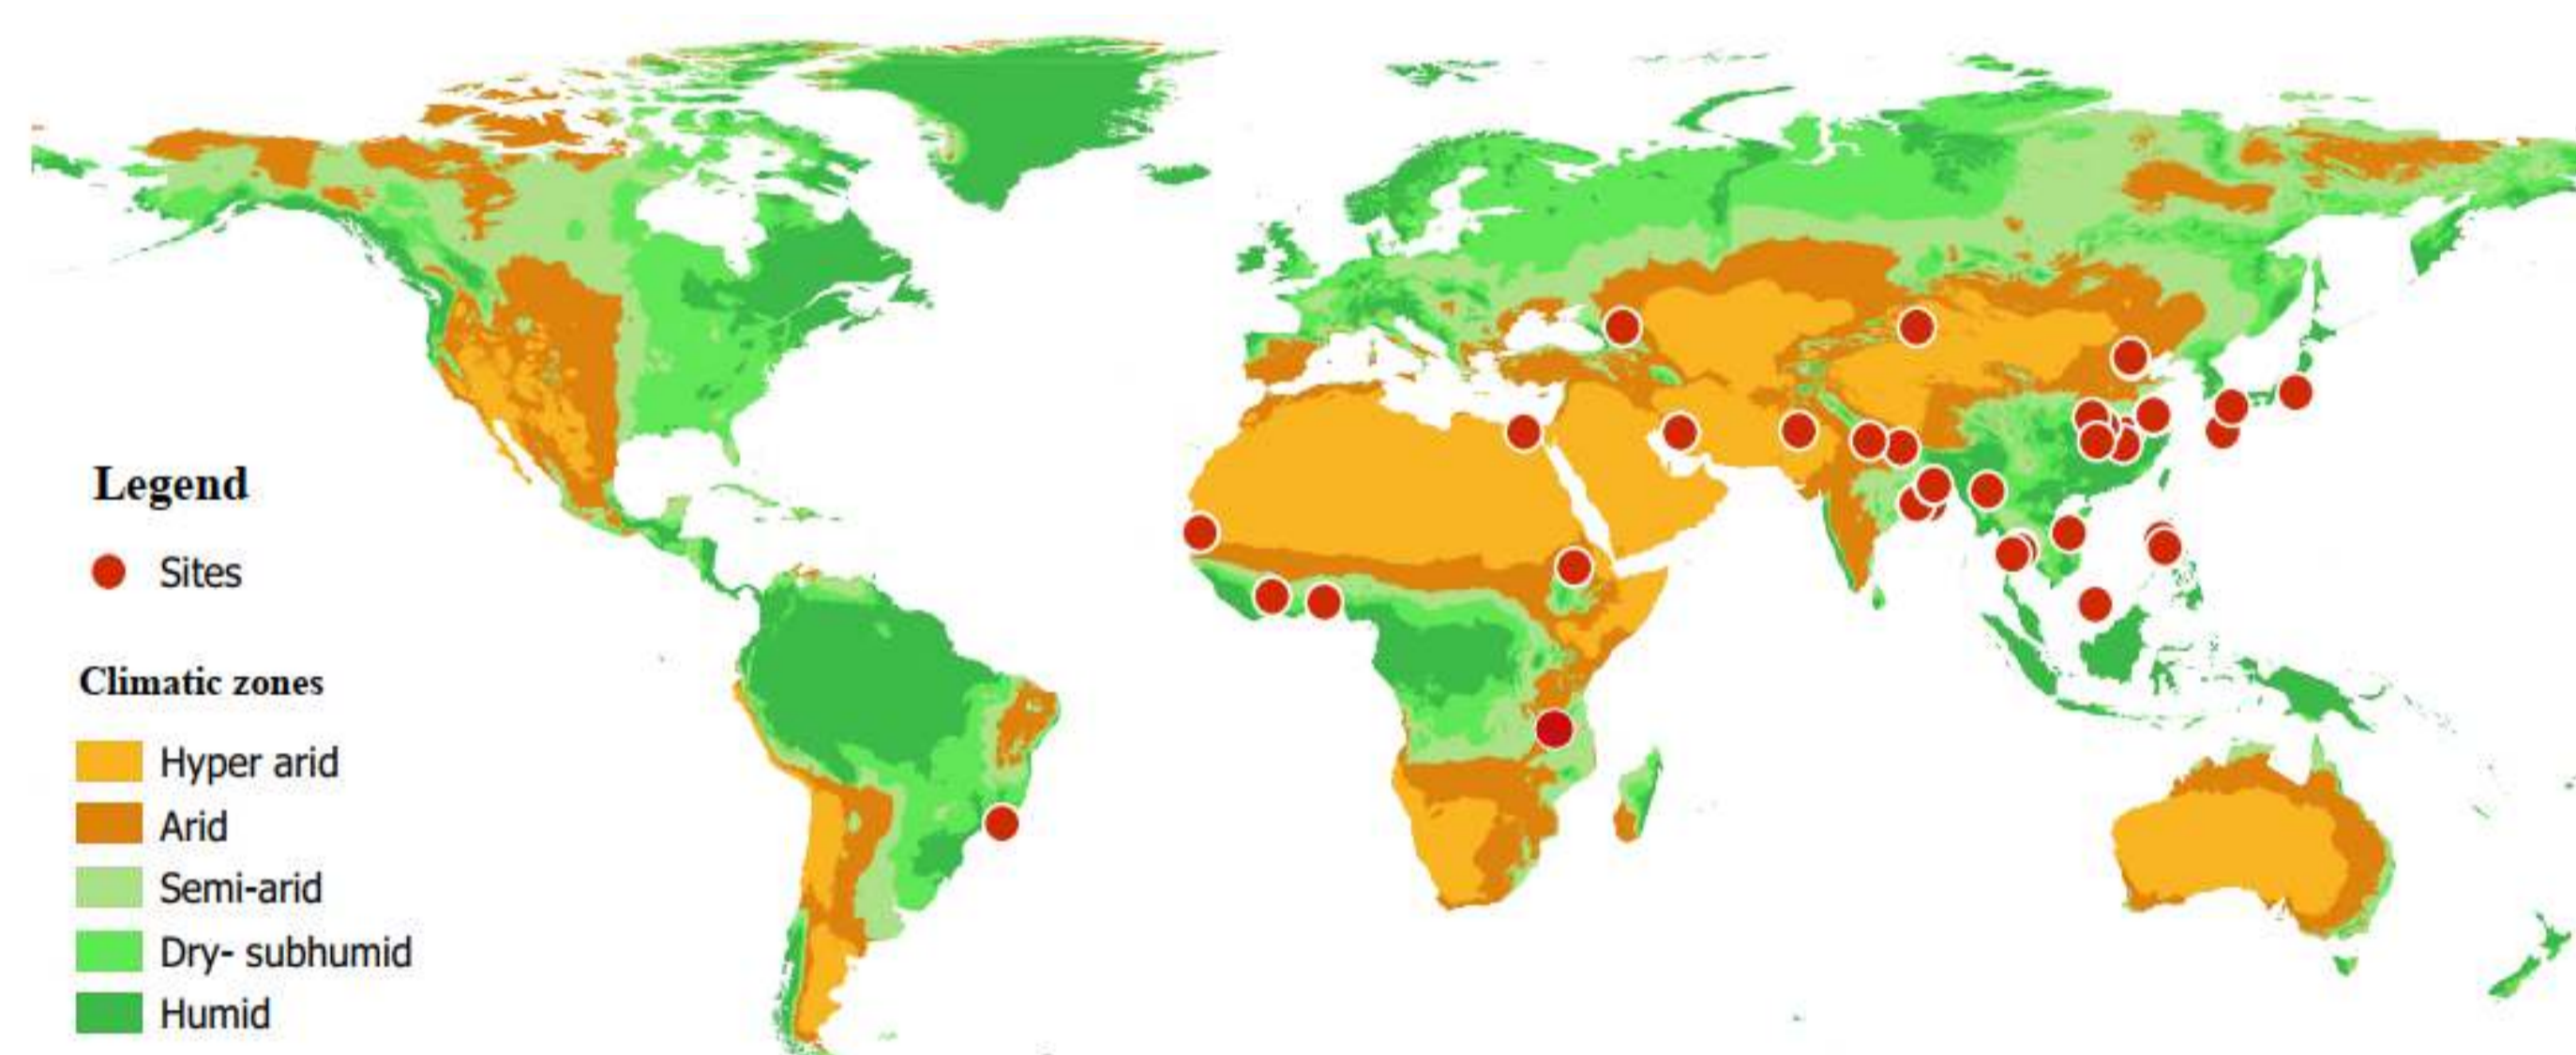 Legend
Sites
Climatic zones
Hyper arid
Arid
Semi-arid
Dry- subhumid
Humid